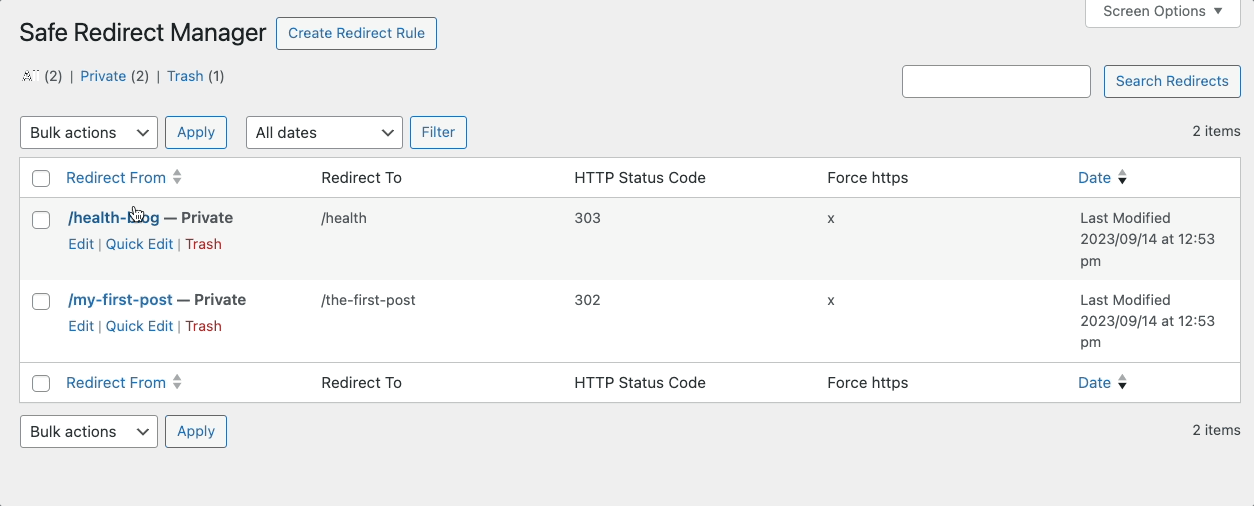 Screen Options ▼
Safe Redirect Manager Create Redirect Rule
All (2) | Private (2) | Trash (1)
Search Redirects
Bulk actions Apply All dates Filter 2 items
Redirect From Redirect To HTTP Status Code Force https Date
/health-blog — Private /health 303 x Last Modified
Edit | Quick Edit | Trash 2023/09/14 at 12:53
pm
/my-first-post — Private /the-first-post 302 x Last Modified
Edit | Quick Edit | Trash 2023/09/14 at 12:53
pm
Redirect From Redirect To HTTP Status Code Force https Date
Bulk actions Apply 2 items